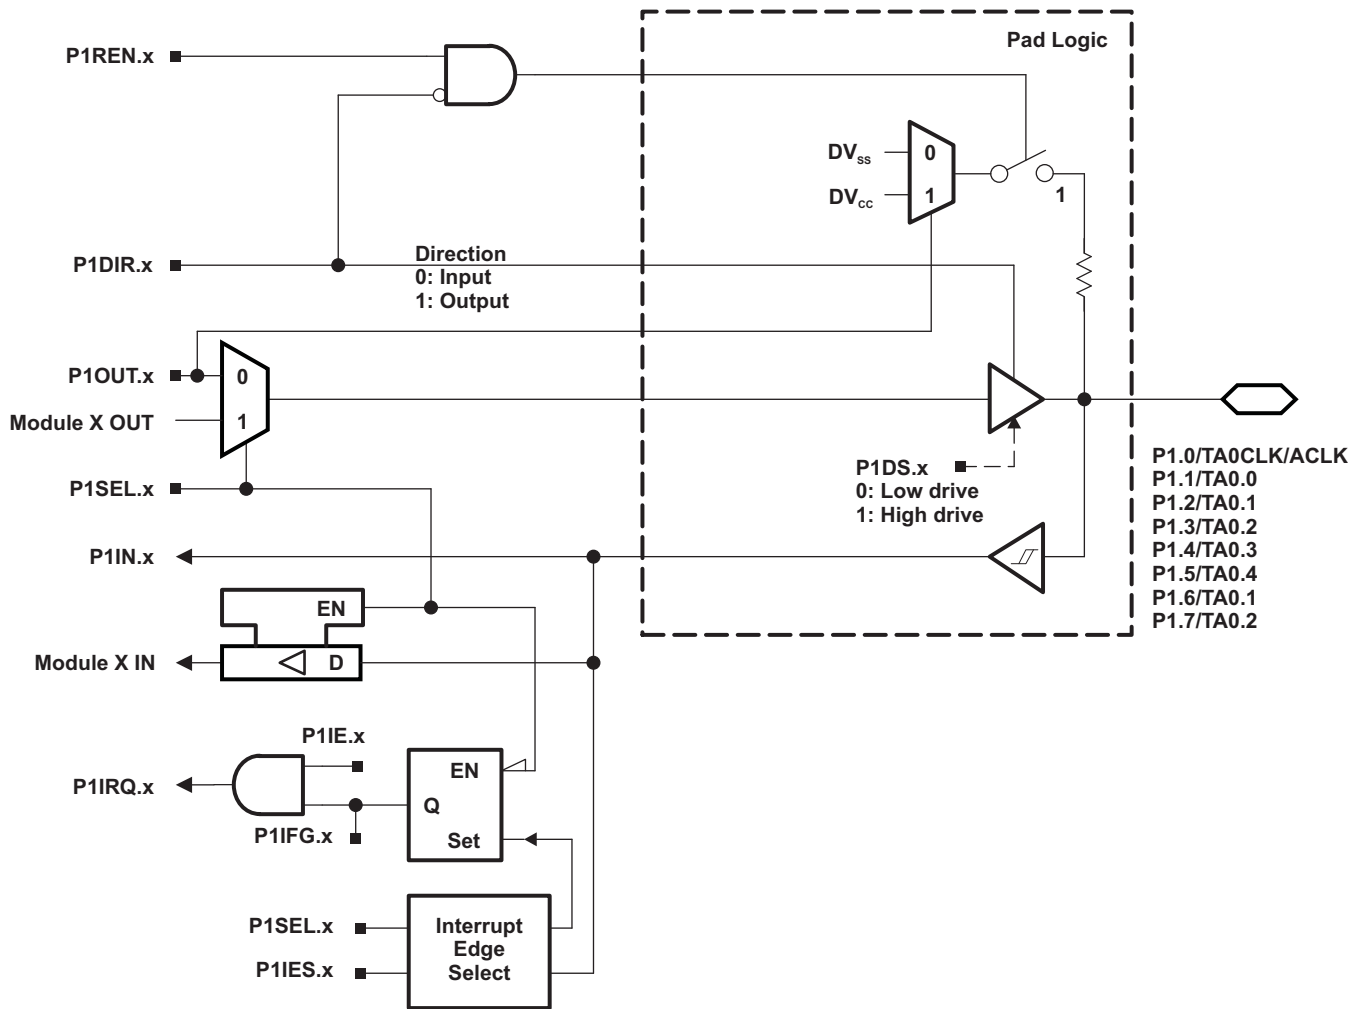 Pad Logic
P1REN.x
DVss
0
DVcc
1
1
P1DIR.x
Direction
0: Input
1: Output
P1OUT.x
0
Module X OUT
1
P1SEL.x
P1DS.x
0: Low drive
1: High drive
P1.0/TA0CLK/ACLK
P1.1/TA0.0
P1.2/TA0.1
P1.3/TA0.2
P1.4/TA0.3
P1.5/TA0.4
P1.6/TA0.1
P1.7/TA0.2
P1IN.x
EN
Module X IN
D
P1IE.x
P1IRQ.x
EN
Q
P1IFG.x
Set
P1SEL.x
P1IES.x
Interrupt
Edge
Select